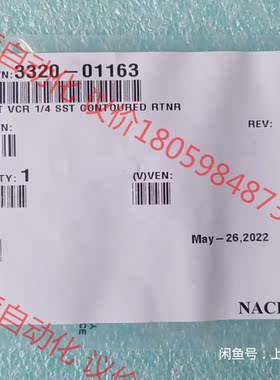 N:3320-01163
T VCR 1/4 SST CONTOURED RTNR
N:
REV:
TY:1
(V)VEN:
May-26,2022
NACI
自动化 议价18059848
自动化 议价
闲鱼号:上